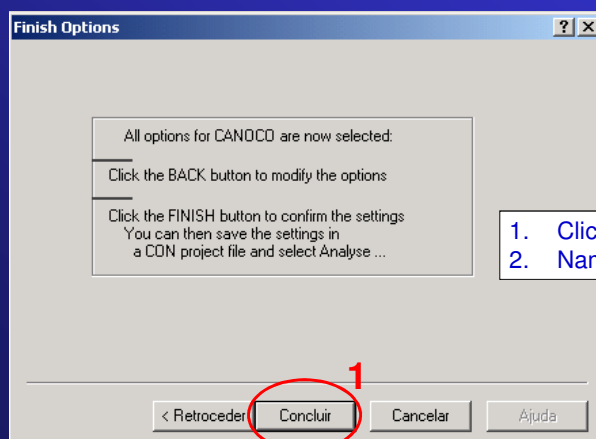 Finish Options
All options for CANOCO are now selected:
Click the BACK button to modify the options
Click the FINISH button to confirm the settings
You can then save the settings in
a CON project file and select Analyse ...
1.
2.
1
< Retroceder
Concluir
Cancelar
Ajuda